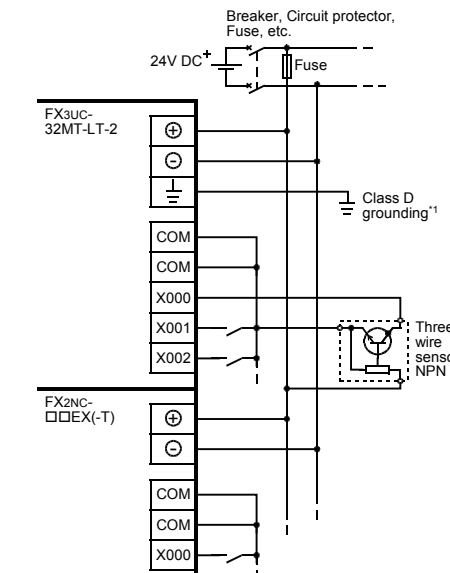 Breaker, Circuit protector,
Fuse, etc.
24V DC
Fuse
FX3UC-
32MT-LT-2
Class D
grounding*1
COM
COM
X000
X001
X002
Three
wire
NPN
FX2NC-
□□EX(-T)
COM
COM
X000